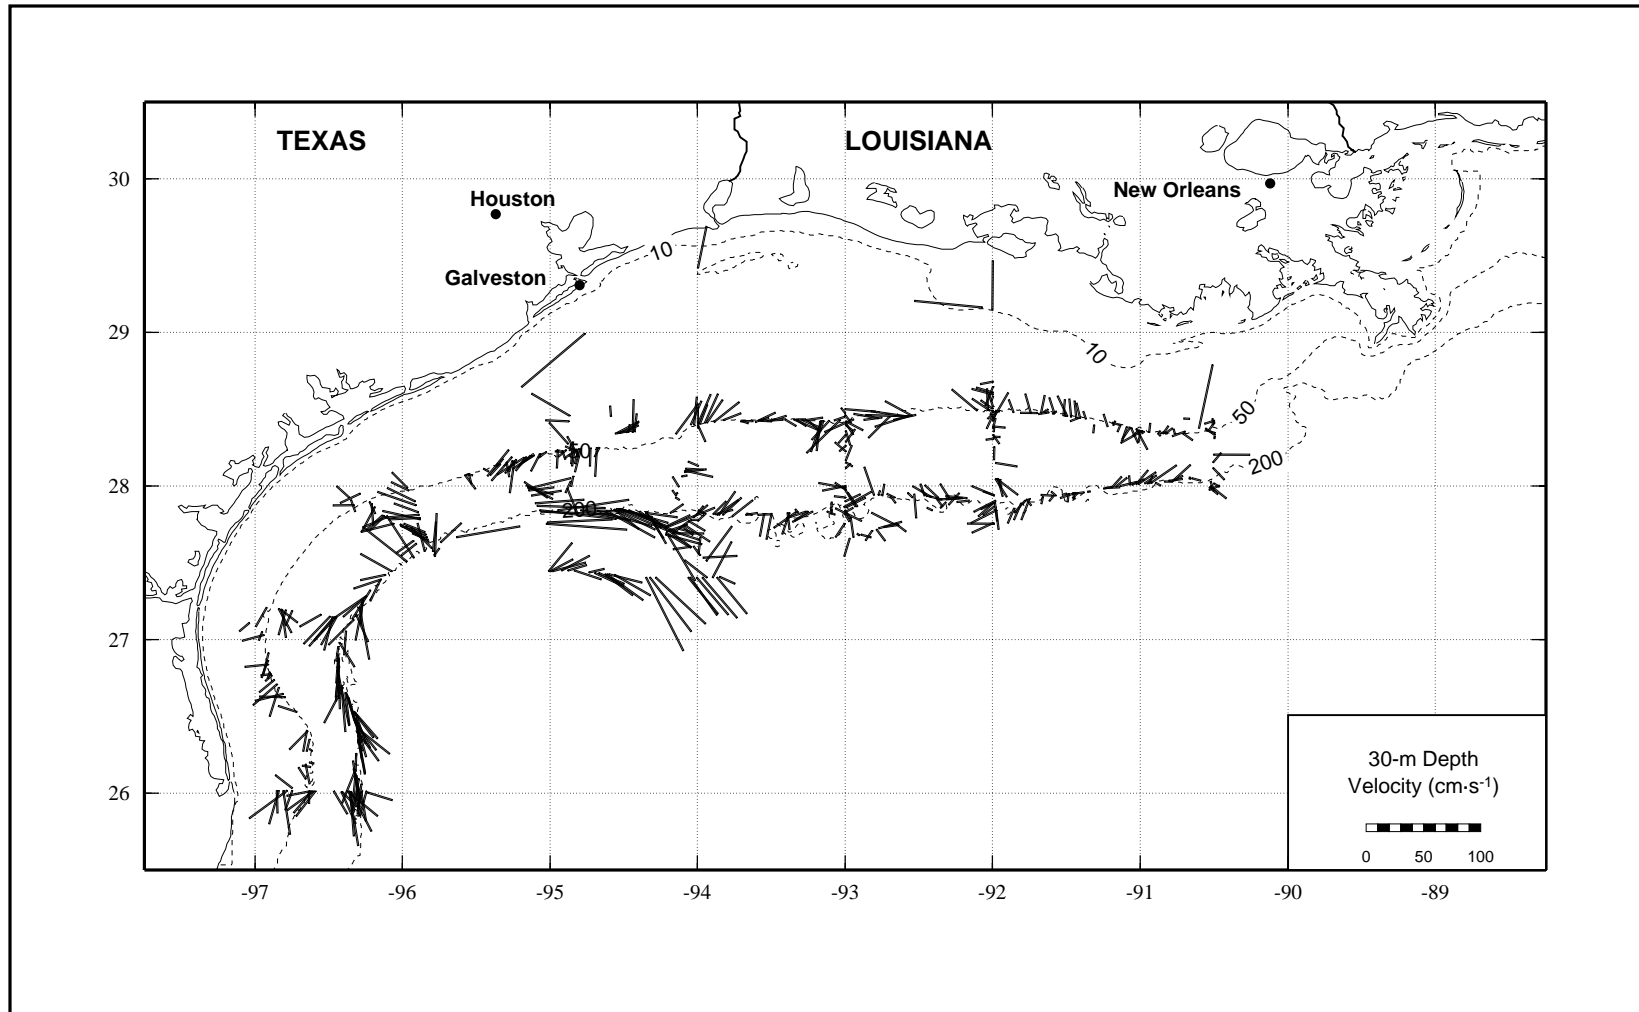 TEXAS
LOUISIANA
30
New Orleans
Houston
10
Galveston
29
10
50
50
200
28
200
27
30-m Depth
Velocity (cm·s-1)
26
0 50 100
-97 -96 -95 -94 -93 -92 -91 -90 -89